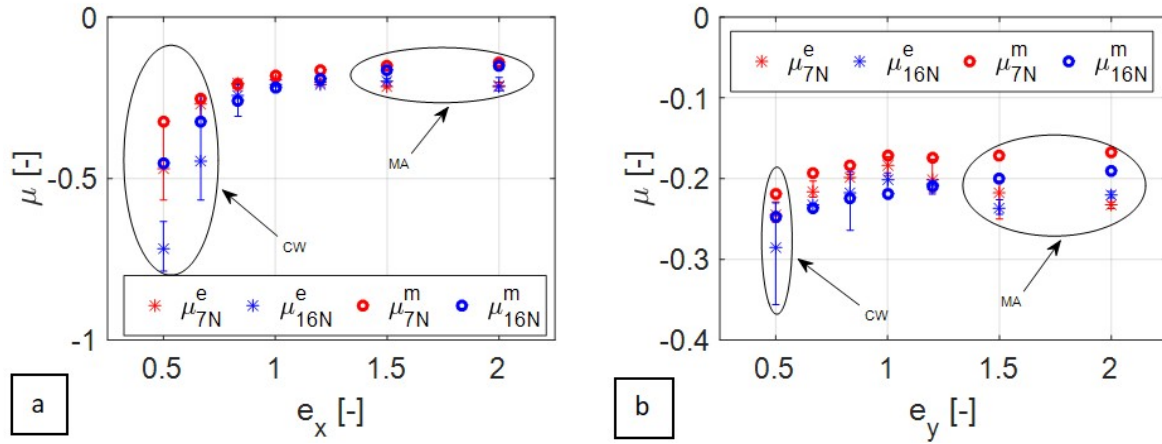 0
-0.5
-1
μ [-]
CW
MA
μ^e_7N μ^e_16N μ^m_7N μ^m_16N
0.5 1 1.5 2
e_x [-]
a
μ^e_7N μ^e_16N μ^m_7N μ^m_16N
0
-0.1
-0.2
-0.3
-0.4
μ [-]
CW
MA
0.5 1 1.5 2
e_y [-]
b